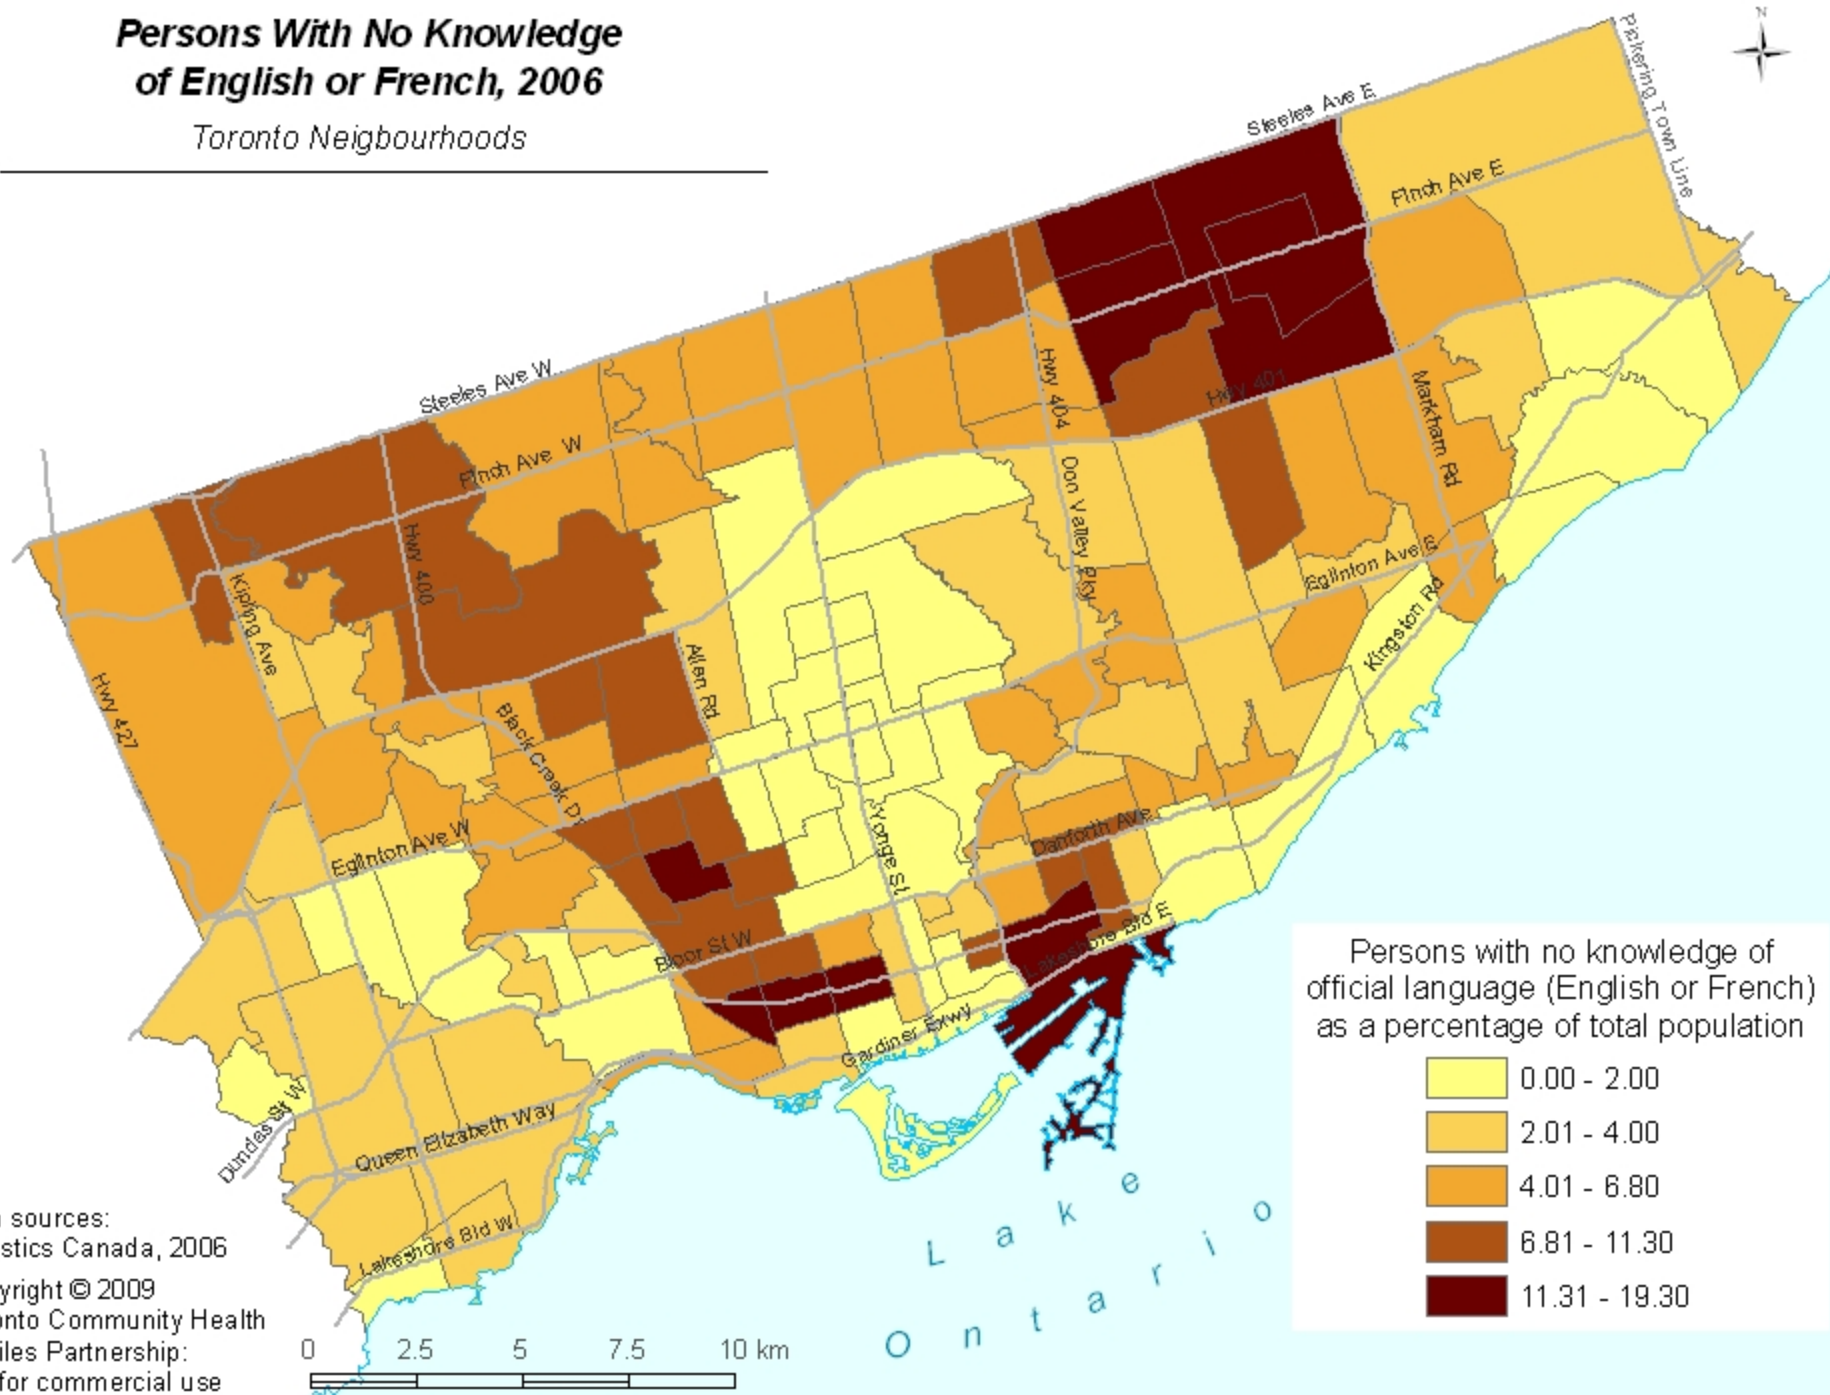 Persons With No Knowledge
of English or French, 2006
Toronto Neigbourhoods
N
Pickering Town Line
Steeles Ave E
Finch Ave E
Steeles Ave W
Finch Ave W
Hwy 404
Hwy 401
Markham Rd
Hwy 400
Kipling Ave
Don Valley Pky
Eglinton Ave E
Kingston Rd
Hwy 427
Allen Rd
Black Creek Dr
Eglinton Ave W
Yonge St
Danforth Ave
Bloor St W
Lakeshore Bld E
Gardiner Exwy
Dundas St W
Queen Elizabeth Way
Lakeshore Bld W
Lake
Ontario
Persons with no knowledge of
official language (English or French)
as a percentage of total population
0.00 - 2.00
2.01 - 4.00
4.01 - 6.80
6.81 - 11.30
11.31 - 19.30
sources:
stics Canada, 2006
yright © 2009
onto Community Health
iles Partnership:
for commercial use
0 2.5 5 7.5 10 km